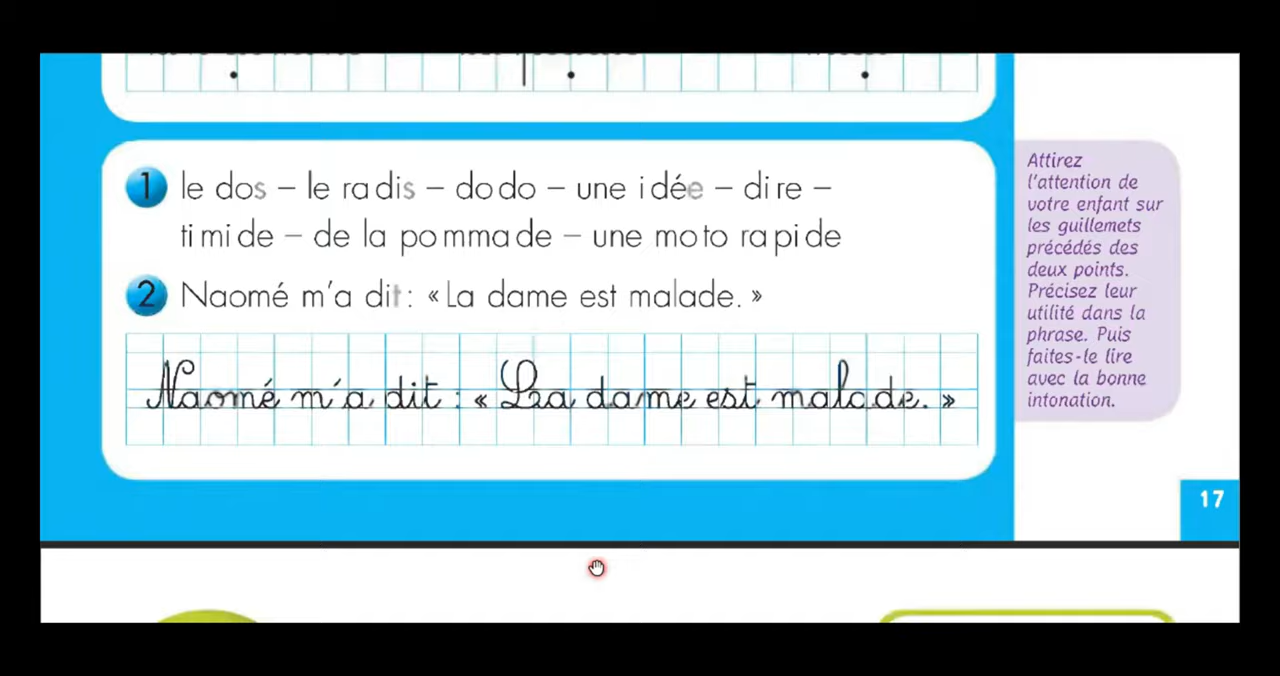 1 le dos – le radis – dodo – une idée – dire –
timide – de la pommade – une moto rapide
2 Naomé m'a dit : « La dame est malade. »
Naomé m'a dit : « La dame est malade. »
Attirez
l'attention de
votre enfant sur
les guillemets
précédés des
deux points.
Précisez leur
utilité dans la
phrase. Puis
faites-le lire
avec la bonne
intonation.
17